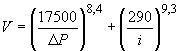 V = (17500/ΔP)^8,4 + (290/i)^9,3